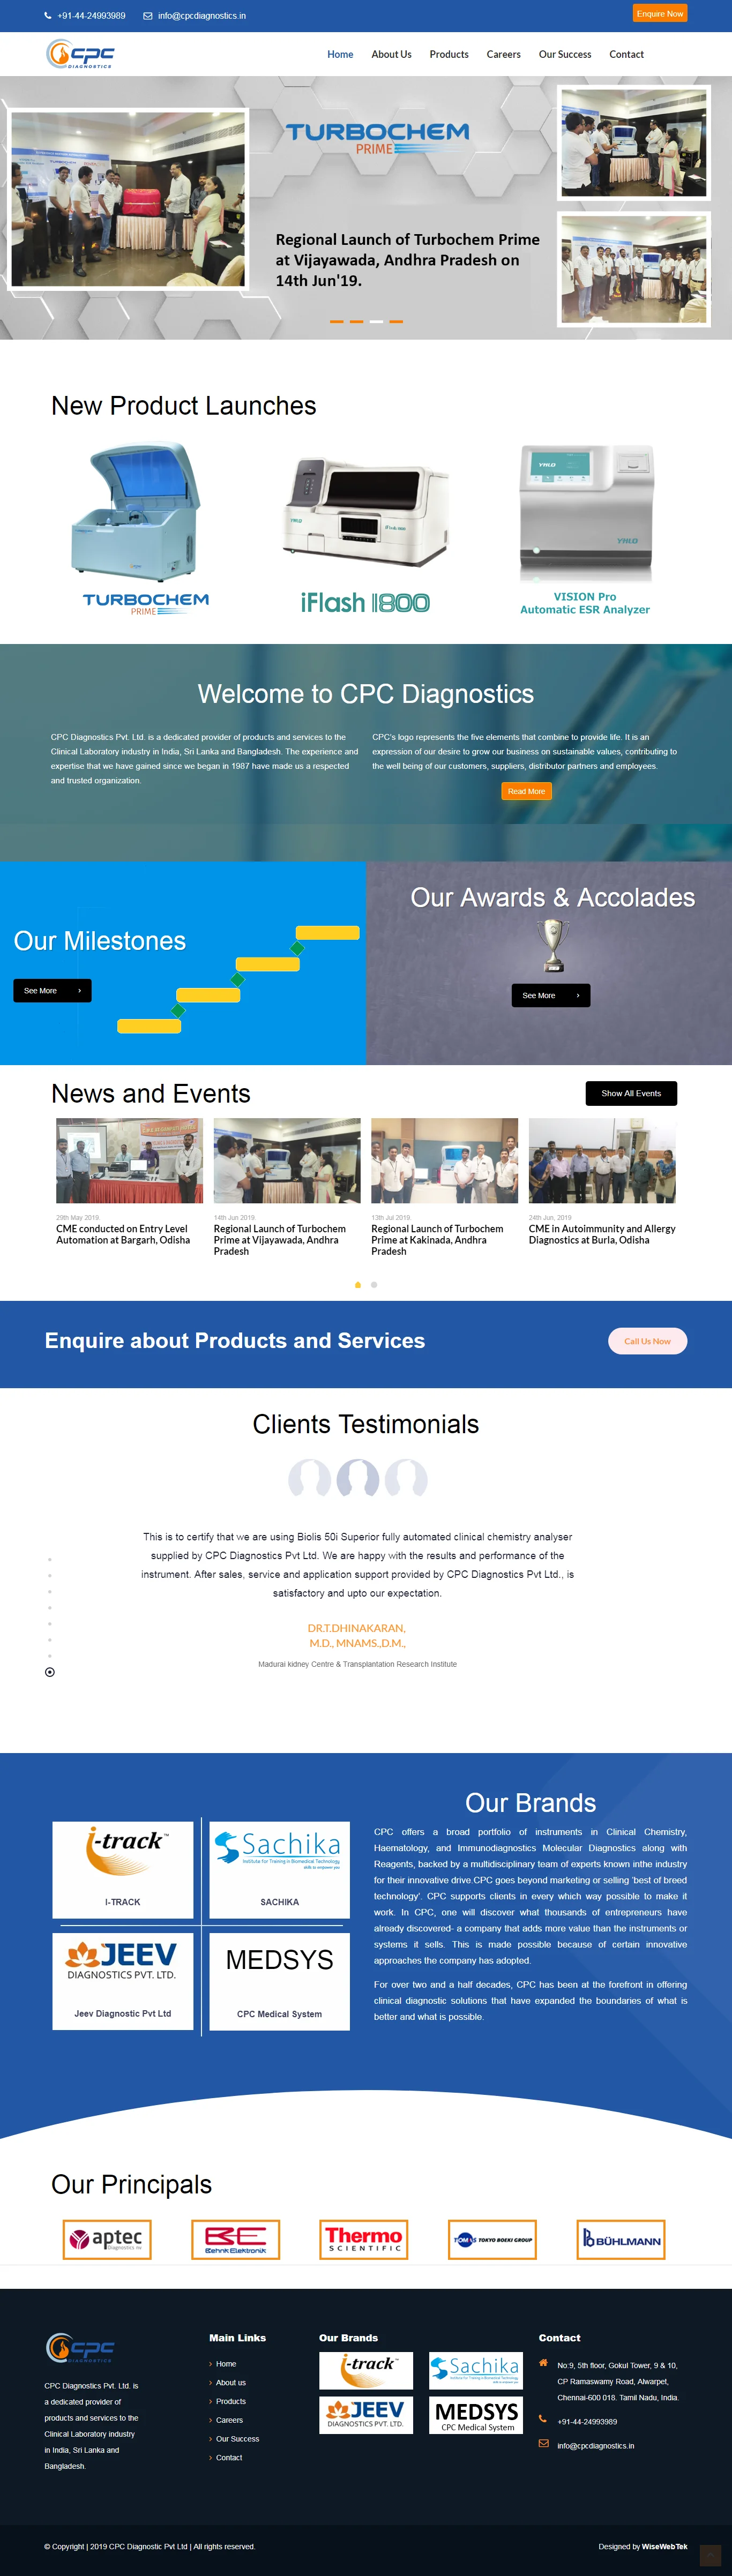 +91-44-24993989
info@cpcdiagnostics.in
Enquire Now
CPC
DIAGNOSTICS
Home
About Us
Products
Careers
Our Success
Contact
TURBOCHEM
PRIME
Regional Launch of Turbochem Prime
at Vijayawada, Andhra Pradesh on
14th Jun'19.
New Product Launches
TURBOCHEM
PRIME
YHLO
iFlash 1800
YHLO
YHLO
VISION Pro
Automatic ESR Analyzer
Welcome to CPC Diagnostics
CPC Diagnostics Pvt. Ltd. is a dedicated provider of products and services to the
Clinical Laboratory industry in India, Sri Lanka and Bangladesh. The experience and
expertise that we have gained since we began in 1987 have made us a respected
and trusted organization.
CPC's logo represents the five elements that combine to provide life. It is an
expression of our desire to grow our business on sustainable values, contributing to
the well being of our customers, suppliers, distributor partners and employees.
Read More
Our Milestones
See More
Our Awards & Accolades
See More
News and Events
Show All Events
29th May 2019
CME conducted on Entry Level
Automation at Bargarh, Odisha
14th Jun 2019
Regional Launch of Turbochem
Prime at Vijayawada, Andhra
Pradesh
13th Jul 2019
Regional Launch of Turbochem
Prime at Kakinada, Andhra
Pradesh
24th Jun, 2019
CME in Autoimmunity and Allergy
Diagnostics at Burla, Odisha
Enquire about Products and Services
Call Us Now
Clients Testimonials
This is to certify that we are using Biolis 50i Superior fully automated clinical chemistry analyser
supplied by CPC Diagnostics Pvt Ltd. We are happy with the results and performance of the
instrument. After sales, service and application support provided by CPC Diagnostics Pvt Ltd., is
satisfactory and upto our expectation.
DR.T.DHINAKARAN,
M.D., MNAMS.,D.M.,
Madurai kidney Centre & Transplantation Research Institute
i-track™
I-TRACK
Sachika
Institute for Training in Biomedical Technology
skills to empower you
SACHIKA
JEEV
DIAGNOSTICS PVT. LTD.
Jeev Diagnostic Pvt Ltd
MEDSYS
CPC Medical System
Our Brands
CPC offers a broad portfolio of instruments in Clinical Chemistry,
Haematology, and Immunodiagnostics Molecular Diagnostics along with
Reagents, backed by a multidisciplinary team of experts known inthe industry
for their innovative drive.CPC goes beyond marketing or selling 'best of breed
technology'. CPC supports clients in every which way possible to make it
work. In CPC, one will discover what thousands of entrepreneurs have
already discovered- a company that adds more value than the instruments or
systems it sells. This is made possible because of certain innovative
approaches the company has adopted.
For over two and a half decades, CPC has been at the forefront in offering
clinical diagnostic solutions that have expanded the boundaries of what is
better and what is possible.
Our Principals
aptec
Diagnostics nv
BE
Behnk Elektronik
Thermo
SCIENTIFIC
TOKYO BOEKI GROUP
BÜHLMANN
CPC
DIAGNOSTICS
CPC Diagnostics Pvt. Ltd. is
a dedicated provider of
products and services to the
Clinical Laboratory industry
in India, Sri Lanka and
Bangladesh.
Main Links
Home
About us
Products
Careers
Our Success
Contact
Our Brands
i-track™
Sachika
Institute for Training in Biomedical Technology
JEEV
DIAGNOSTICS PVT. LTD.
MEDSYS
CPC Medical System
Contact
No:9, 5th floor, Gokul Tower, 9 & 10,
CP Ramaswamy Road, Alwarpet,
Chennai-600 018. Tamil Nadu, India.
+91-44-24993989
info@cpcdiagnostics.in
© Copyright | 2019 CPC Diagnostic Pvt Ltd | All rights reserved.
Designed by WiseWebTek